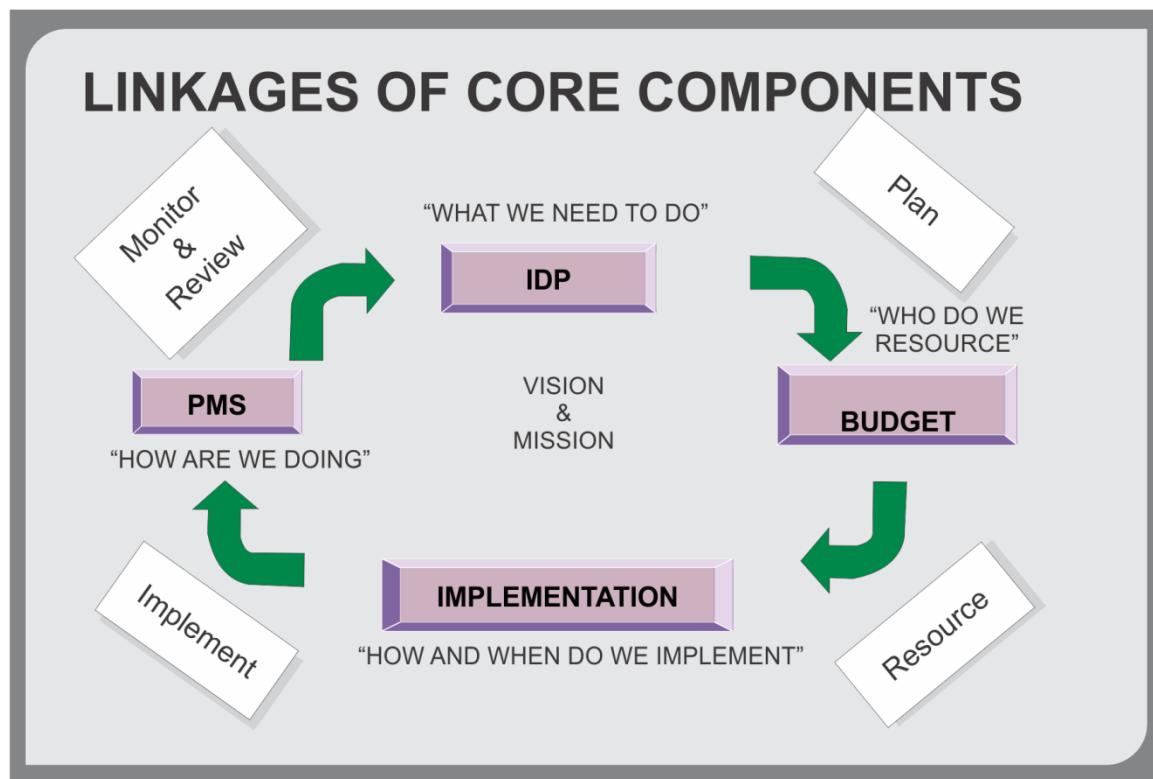 LINKAGES OF CORE COMPONENTS
Monitor
&
Review
Plan
“WHAT WE NEED TO DO”
IDP
“WHO DO WE
RESOURCE”
BUDGET
VISION
&
MISSION
PMS
“HOW ARE WE DOING”
IMPLEMENTATION
“HOW AND WHEN DO WE IMPLEMENT”
Implement
Resource